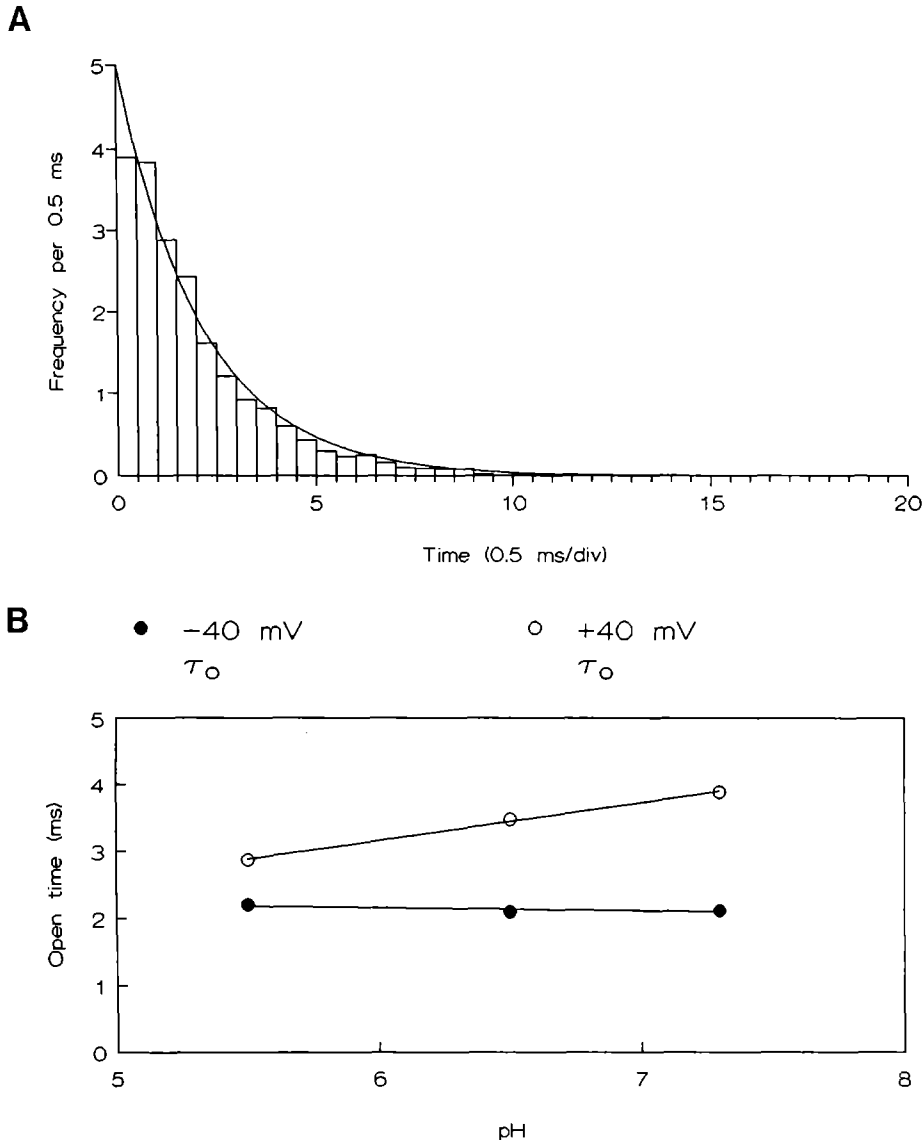 A
5
4
3
2
1
0
Frequency per 0.5 ms
0 5 10 15 20
Time (0.5 ms/div)
B
−40 mV
τo
+40 mV
τo
5
4
3
2
1
0
Open time (ms)
5 6 7 8
pH